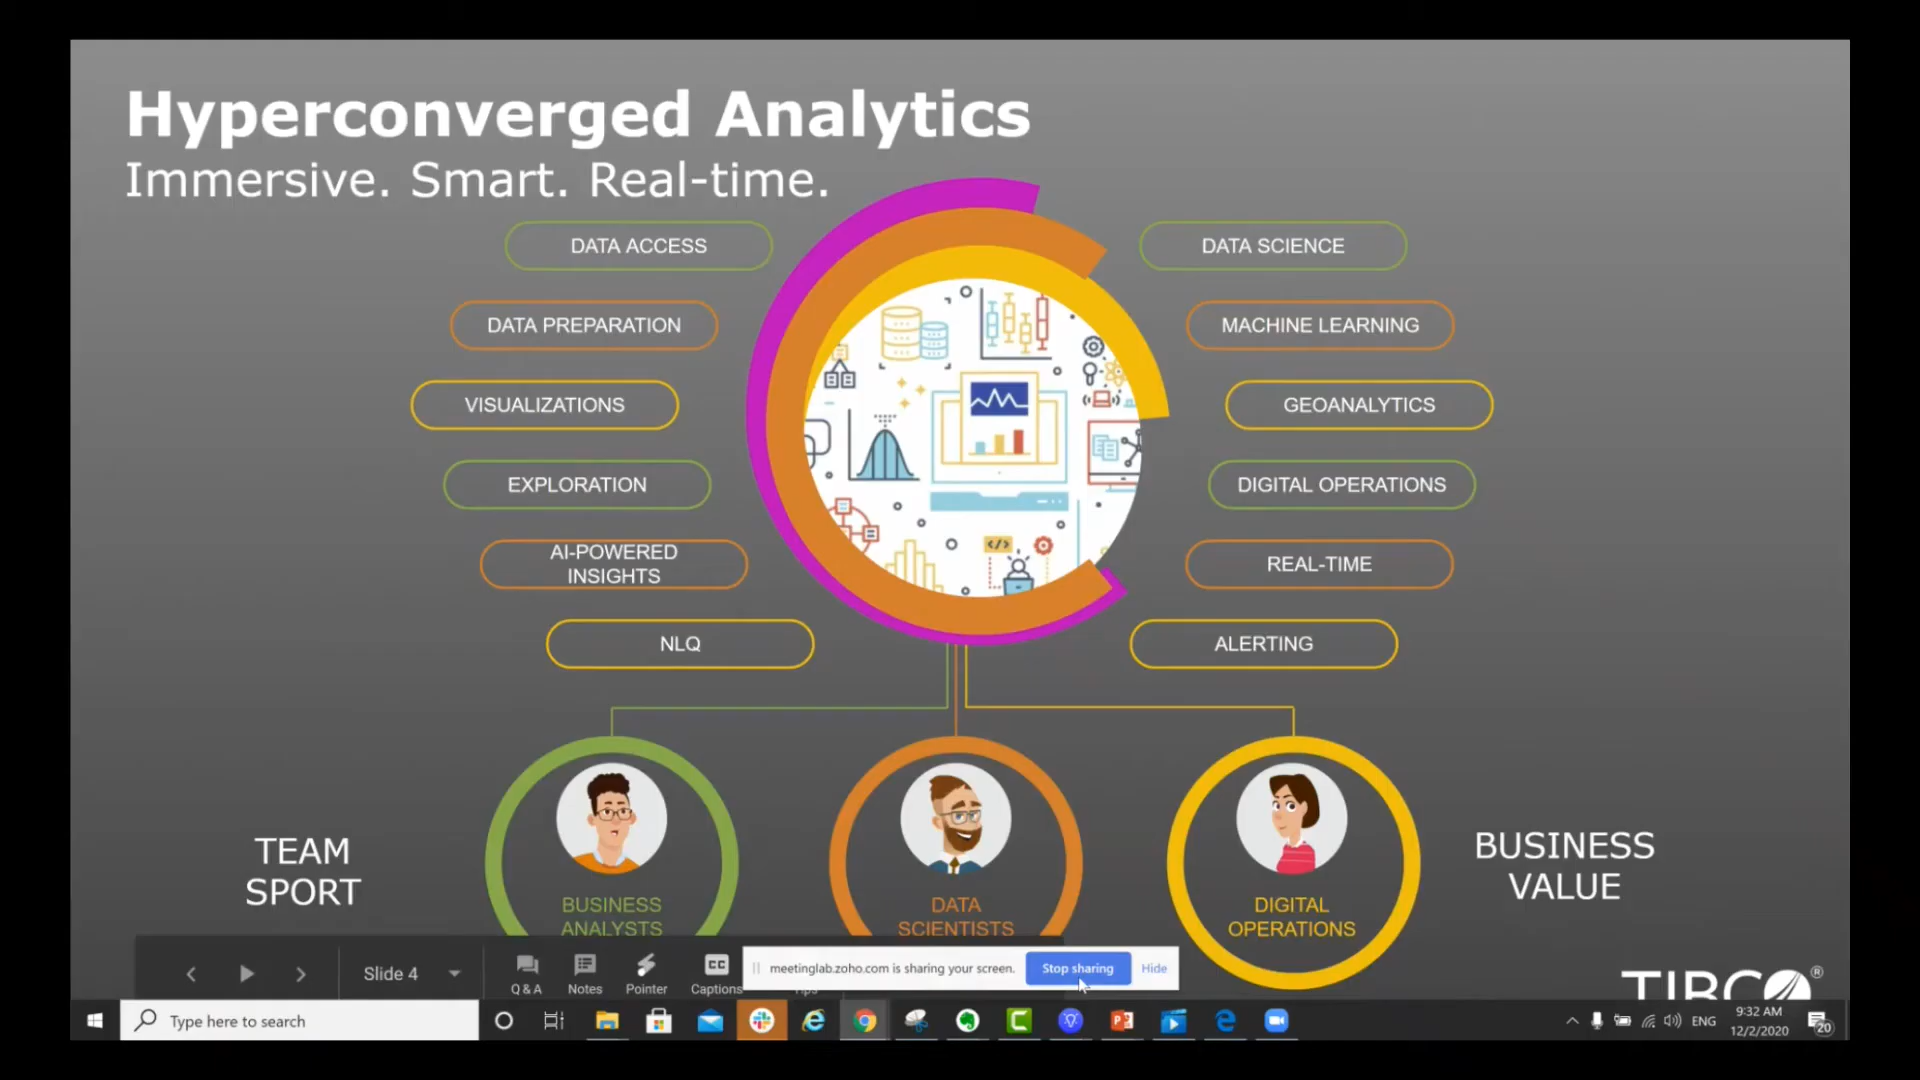 Hyperconverged Analytics
Immersive. Smart. Real-time.
DATA ACCESS
DATA SCIENCE
DATA PREPARATION
MACHINE LEARNING
VISUALIZATIONS
GEOANALYTICS
EXPLORATION
DIGITAL OPERATIONS
AI-POWERED
INSIGHTS
REAL-TIME
NLQ
ALERTING
TEAM
SPORT
BUSINESS
ANALYSTS
DATA
SCIENTISTS
DIGITAL
OPERATIONS
BUSINESS
VALUE
TIBCO®
Slide 4
Q & A
Notes
Pointer
CC
Captions
meetinglab.zoho.com is sharing your screen.
Stop sharing
Hide
Type here to search
ENG
9:32 AM
12/2/2020
20